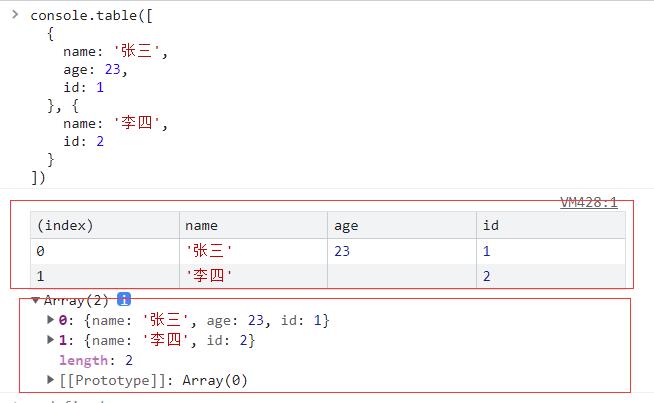 console.table([
{
name: '张三',
age: 23,
id: 1
}, {
name: '李四',
id: 2
}
])
VM428:1
(index) name age id
0 '张三' 23 1
1 '李四' 2
Array(2) i
0: {name: '张三', age: 23, id: 1}
1: {name: '李四', id: 2}
length: 2
[[Prototype]]: Array(0)